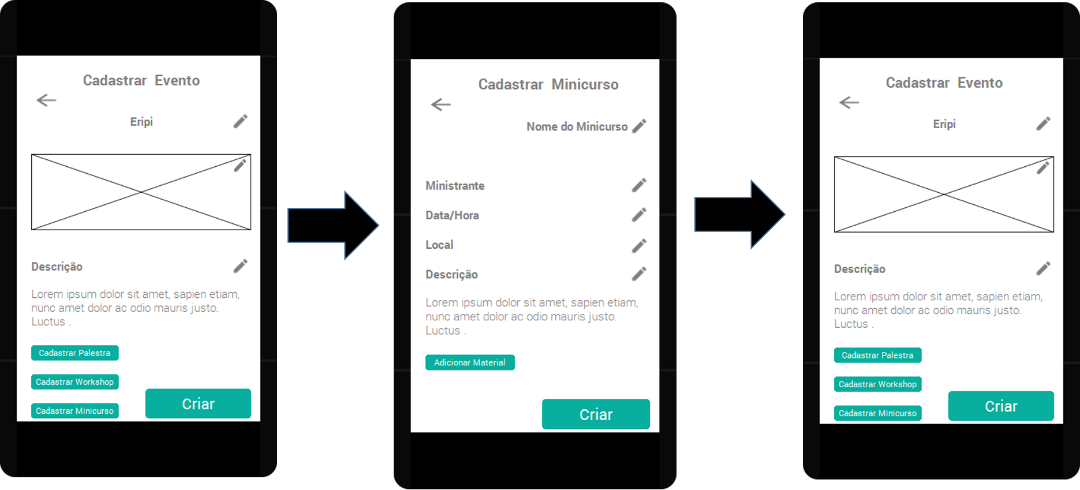 Cadastrar Evento
Eripi
Descrição
Lorem ipsum dolor sit amet, sapien etiam,
nunc amet dolor ac odio mauris justo.
Luctus .
Cadastrar Palestra
Cadastrar Workshop
Cadastrar Minicurso
Criar
Cadastrar Minicurso
Nome do Minicurso
Ministrante
Data/Hora
Local
Descrição
Lorem ipsum dolor sit amet, sapien etiam,
nunc amet dolor ac odio mauris justo.
Luctus .
Adicionar Material
Criar
Cadastrar Evento
Eripi
Descrição
Lorem ipsum dolor sit amet, sapien etiam,
nunc amet dolor ac odio mauris justo.
Luctus .
Cadastrar Palestra
Cadastrar Workshop
Cadastrar Minicurso
Criar